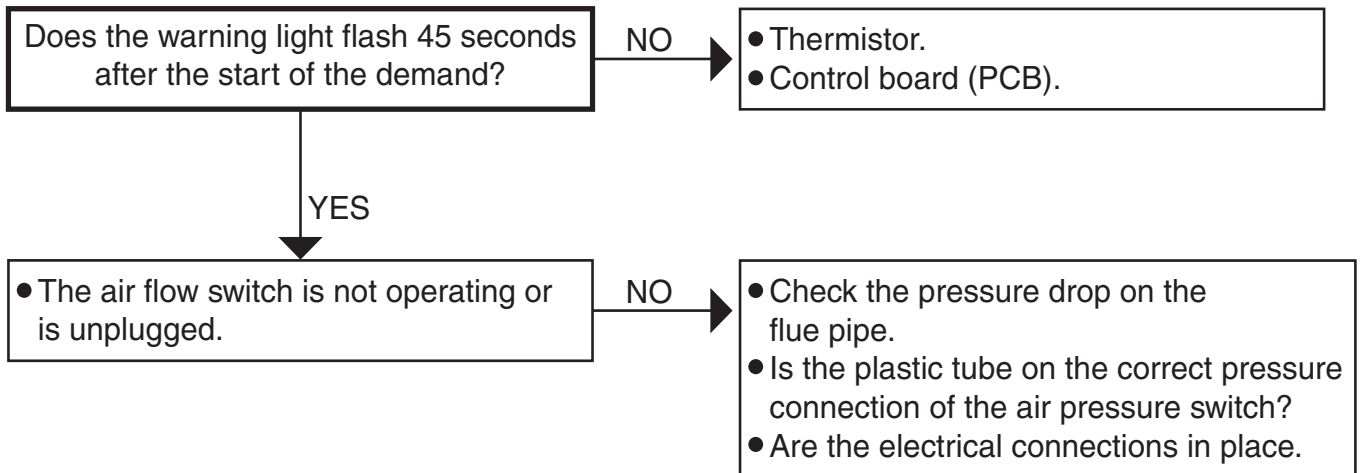 Does the warning light flash 45 seconds
after the start of the demand?
NO
● Thermistor.
● Control board (PCB).
YES
● The air flow switch is not operating or
is unplugged.
NO
● Check the pressure drop on the
flue pipe.
● Is the plastic tube on the correct pressure
connection of the air pressure switch?
● Are the electrical connections in place.